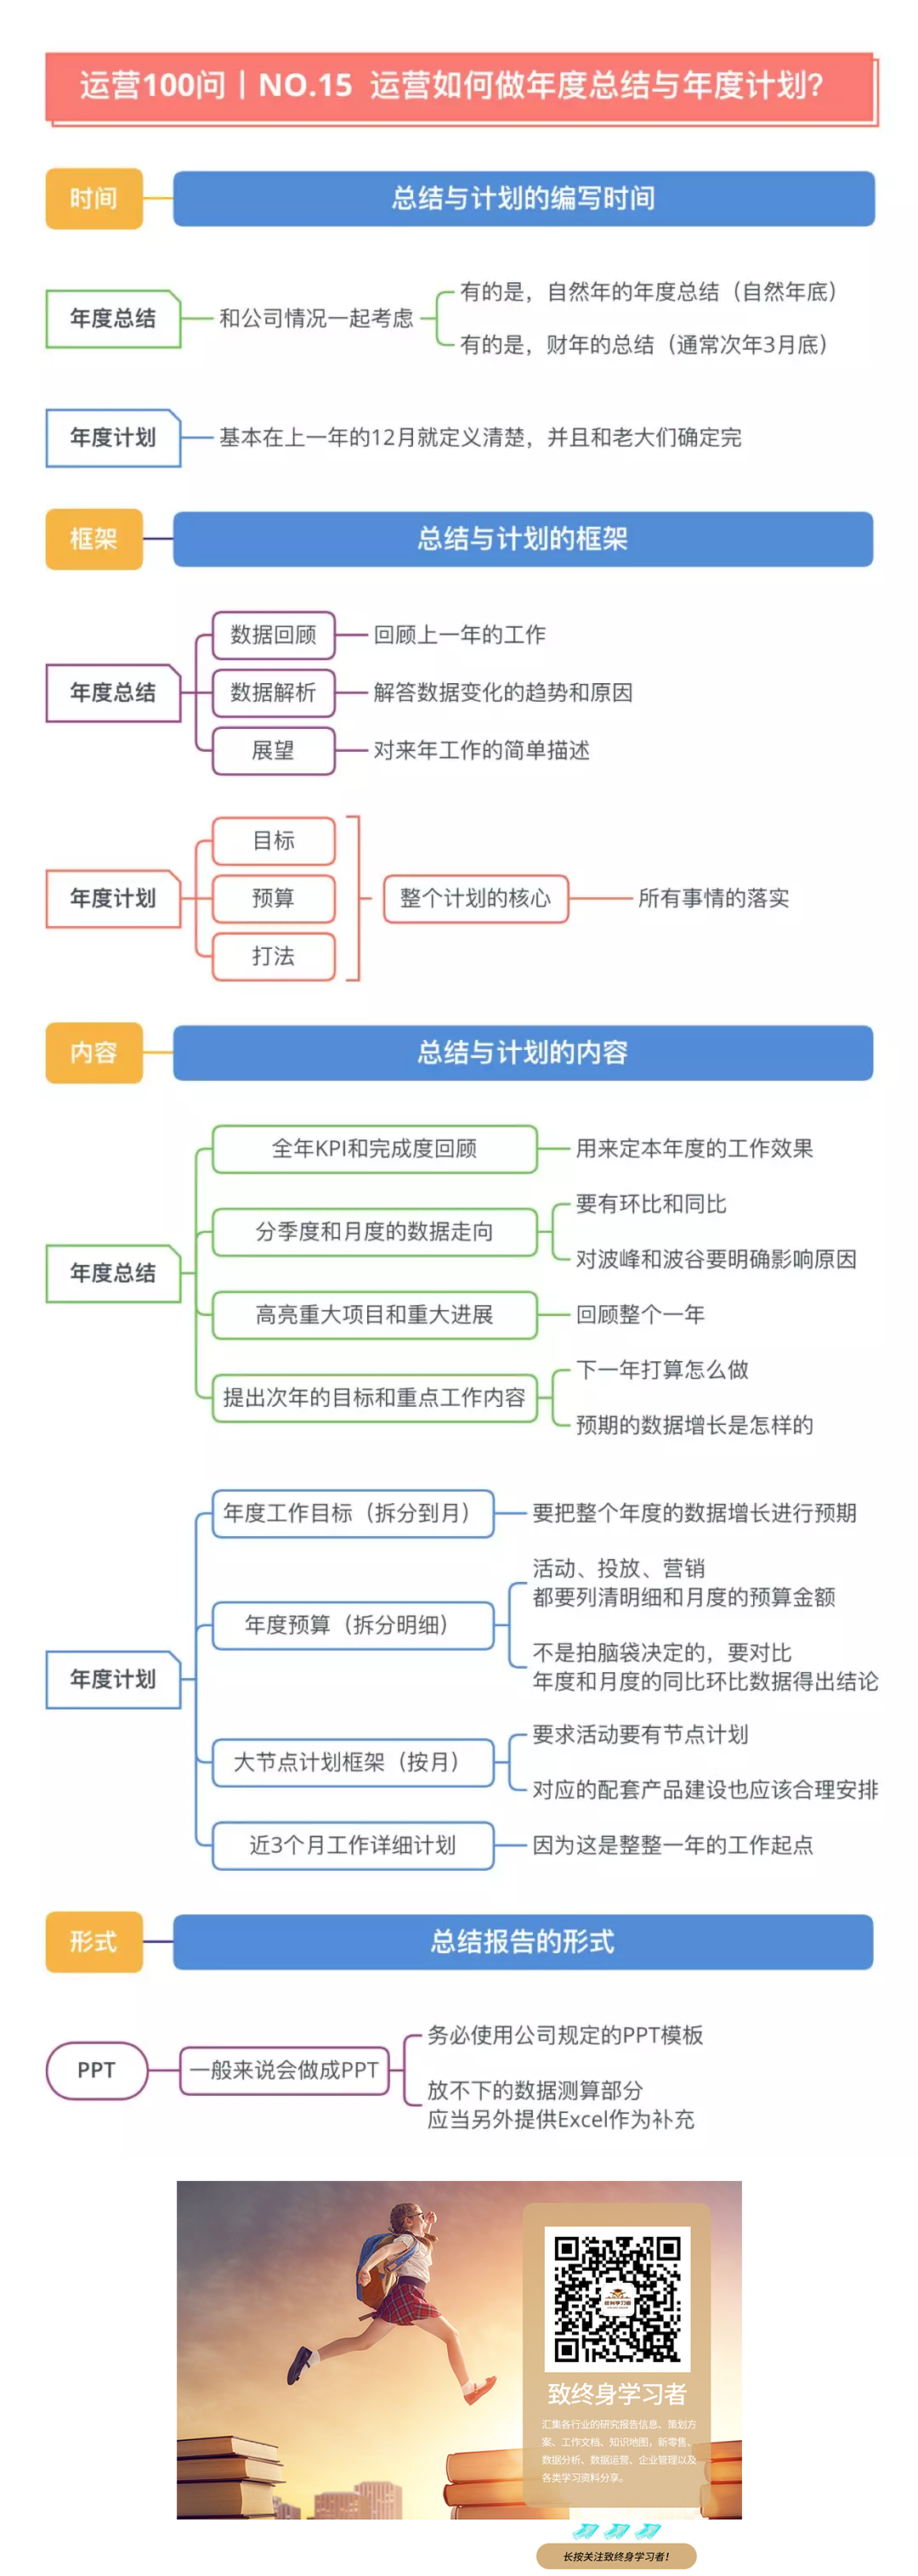 运营100问｜NO.15 运营如何做年度总结与年度计划？
时间
总结与计划的编写时间
年度总结
和公司情况一起考虑
有的是，自然年的年度总结（自然年底）
有的是，财年的总结（通常次年3月底）
年度计划
基本在上一年的12月就定义清楚，并且和老大们确定完
框架
总结与计划的框架
年度总结
数据回顾
回顾上一年的工作
数据解析
解答数据变化的趋势和原因
展望
对来年工作的简单描述
年度计划
目标
预算
打法
整个计划的核心
所有事情的落实
内容
总结与计划的内容
年度总结
全年KPI和完成度回顾
用来定本年度的工作效果
分季度和月度的数据走向
要有环比和同比
对波峰和波谷要明确影响原因
高亮重大项目和重大进展
回顾整个一年
提出次年的目标和重点工作内容
下一年打算怎么做
预期的数据增长是怎样的
年度计划
年度工作目标（拆分到月）
要把整个年度的数据增长进行预期
年度预算（拆分明细）
活动、投放、营销
都要列清明细和月度的预算金额
不是拍脑袋决定的，要对比
年度和月度的同比环比数据得出结论
大节点计划框架（按月）
要求活动要有节点计划
对应的配套产品建设也应该合理安排
近3个月工作详细计划
因为这是整整一年的工作起点
形式
总结报告的形式
PPT
一般来说会做成PPT
务必使用公司规定的PPT模板
放不下的数据测算部分
应当另外提供Excel作为补充
致终身学习者
汇集各行业的研究报告信息、策划方
案、工作文档、知识地图，新零售、
数据分析、数据运营、企业管理以及
各类学习资料分享。
长按关注致终身学习者！